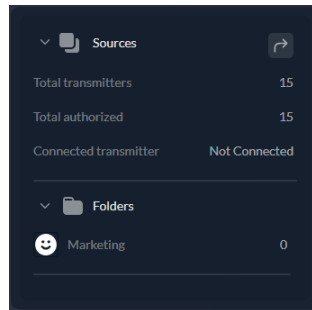 Sources
Total transmitters 15
Total authorized 15
Connected transmitter Not Connected
Folders
Marketing 0